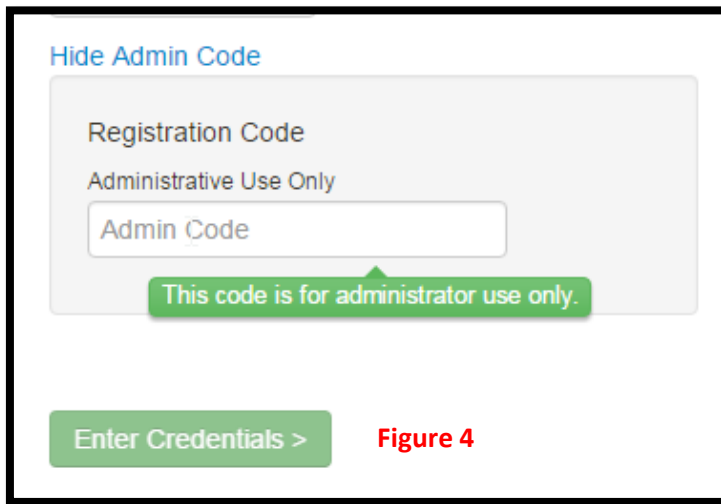 Hide Admin Code
Registration Code
Administrative Use Only
Admin Code
This code is for administrator use only.
Enter Credentials >
Figure 4